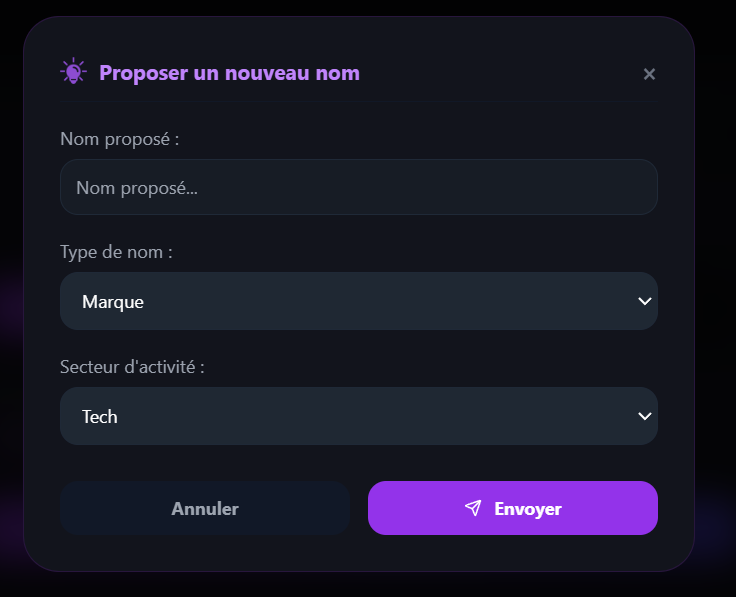 Proposer un nouveau nom
×
Nom proposé :
Nom proposé...
Type de nom :
Marque
Secteur d'activité :
Tech
Annuler
Envoyer